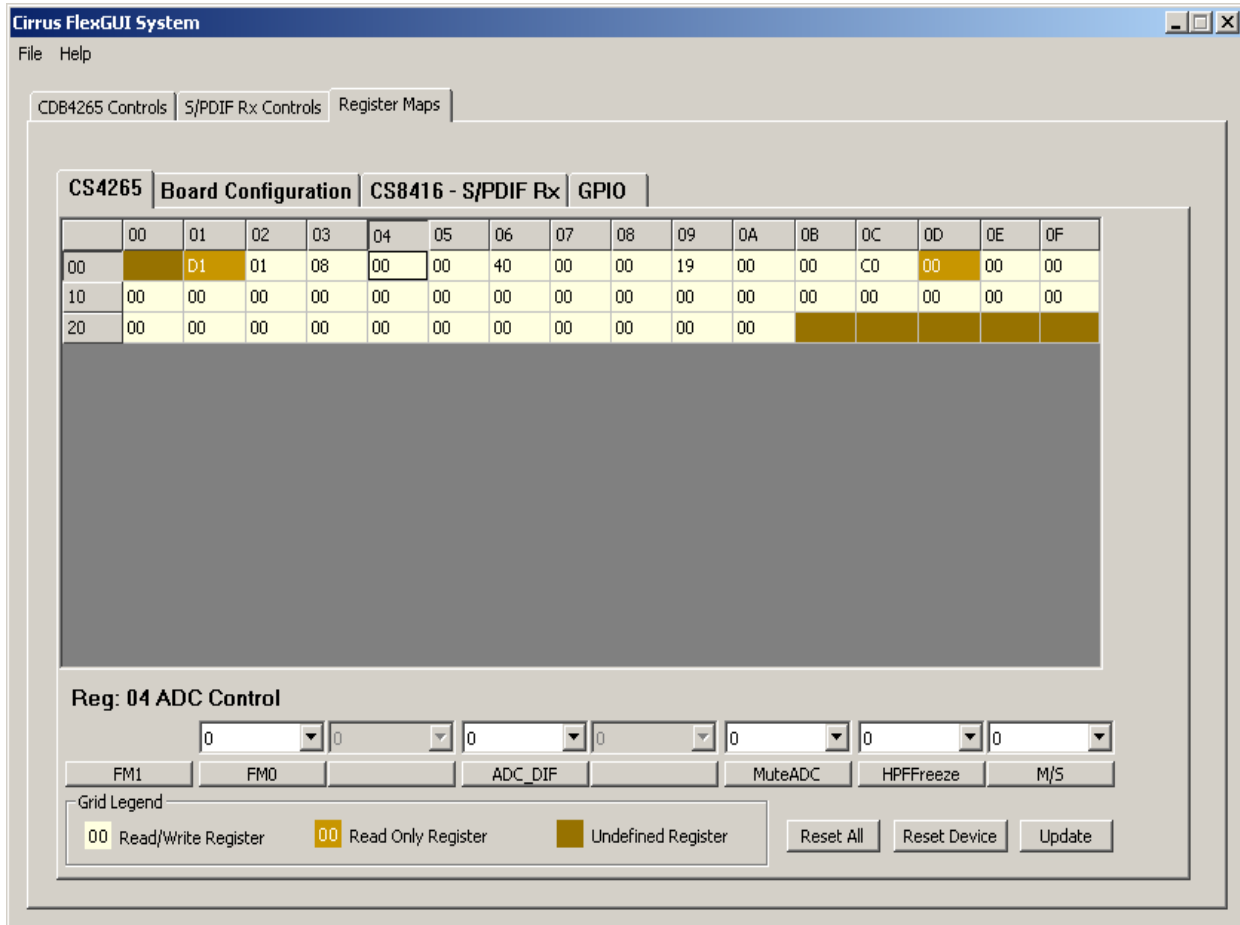 Cirrus FlexGUI System
File Help
CDB4265 Controls S/PDIF Rx Controls Register Maps
CS4265 Board Configuration CS8416 - S/PDIF Rx GPIO
00 01 02 03 04 05 06 07 08 09 0A 0B 0C 0D 0E 0F
00 D1 01 08 00 00 40 00 00 19 00 00 C0 00 00 00
10 00 00 00 00 00 00 00 00 00 00 00 00 00 00 00 00
20 00 00 00 00 00 00 00 00 00 00 00
Reg: 04 ADC Control
0 0 0 0 0 0 0
FM1 FM0 ADC_DIF MuteADC HPFFreeze M/S
Grid Legend
00 Read/Write Register 00 Read Only Register Undefined Register Reset All Reset Device Update